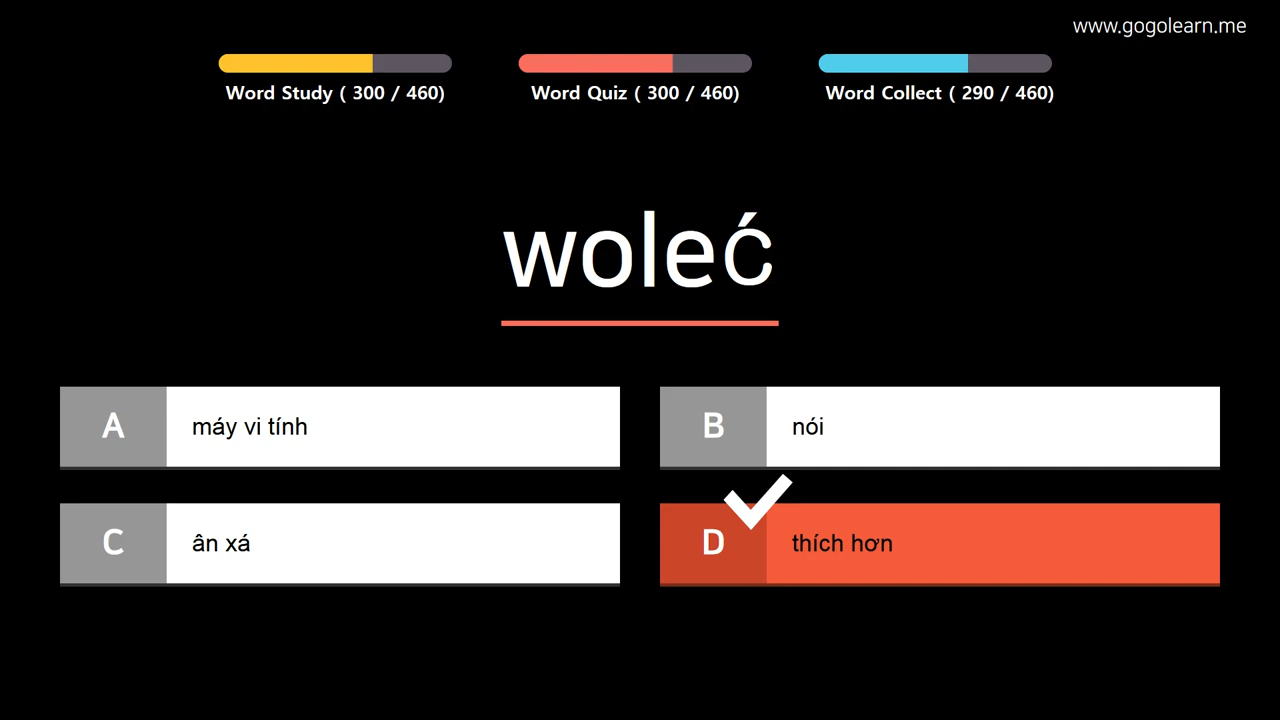 www.gogolearn.me
Word Study ( 300 / 460)
Word Quiz ( 300 / 460)
Word Collect ( 290 / 460)
woleć
A máy vi tính
B nói
C ân xá
D thích hơn